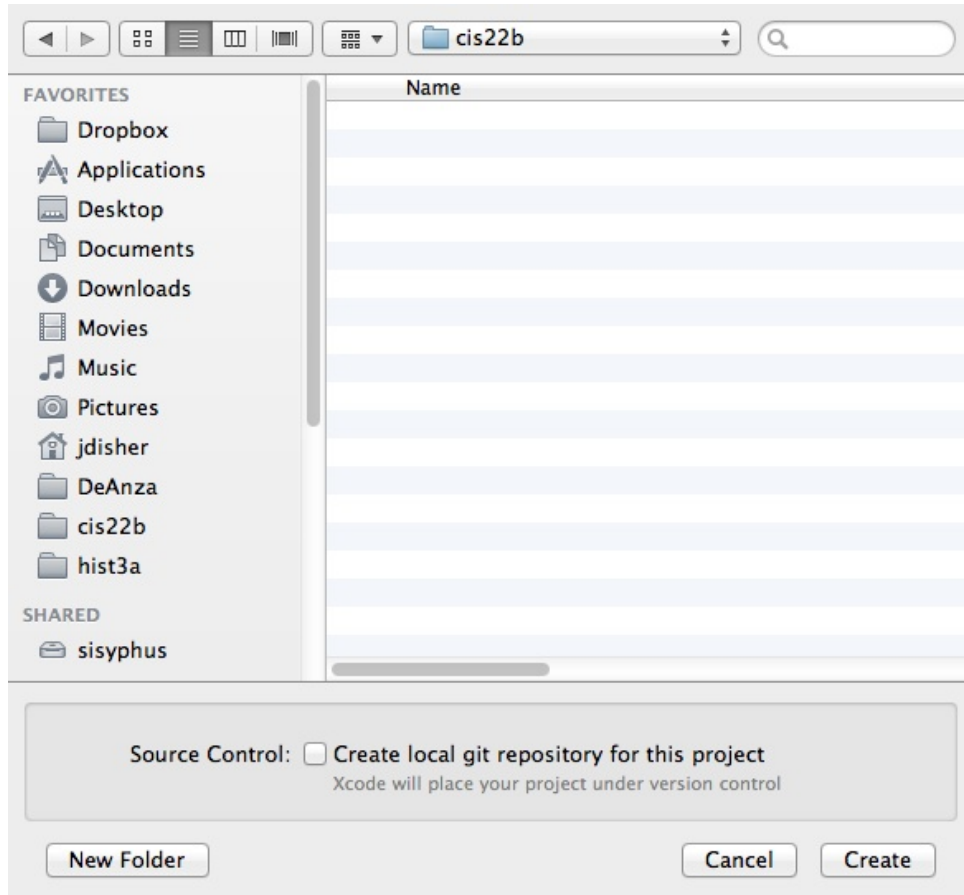 cis22b
FAVORITES
Name
Dropbox
Applications
Desktop
Documents
Downloads
Movies
Music
Pictures
jdisher
DeAnza
cis22b
hist3a
SHARED
sisyphus
Source Control: Create local git repository for this project
Xcode will place your project under version control
New Folder
Cancel
Create